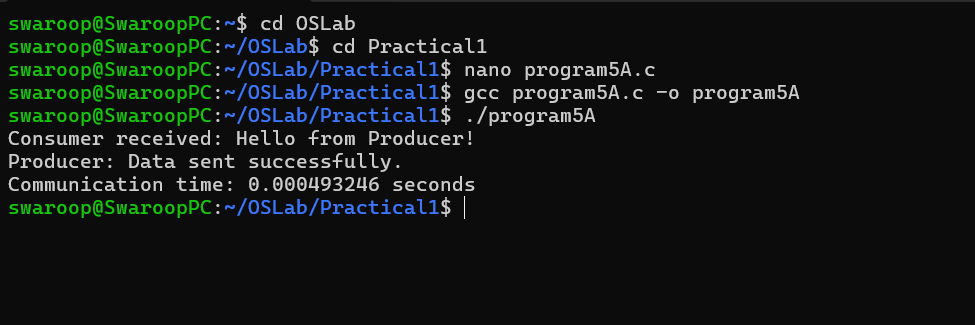 swaroop@SwaroopPC:~$ cd OSLab
swaroop@SwaroopPC:~/OSLab$ cd Practical1
swaroop@SwaroopPC:~/OSLab/Practical1$ nano program5A.c
swaroop@SwaroopPC:~/OSLab/Practical1$ gcc program5A.c -o program5A
swaroop@SwaroopPC:~/OSLab/Practical1$ ./program5A
Consumer received: Hello from Producer!
Producer: Data sent successfully.
Communication time: 0.000493246 seconds
swaroop@SwaroopPC:~/OSLab/Practical1$